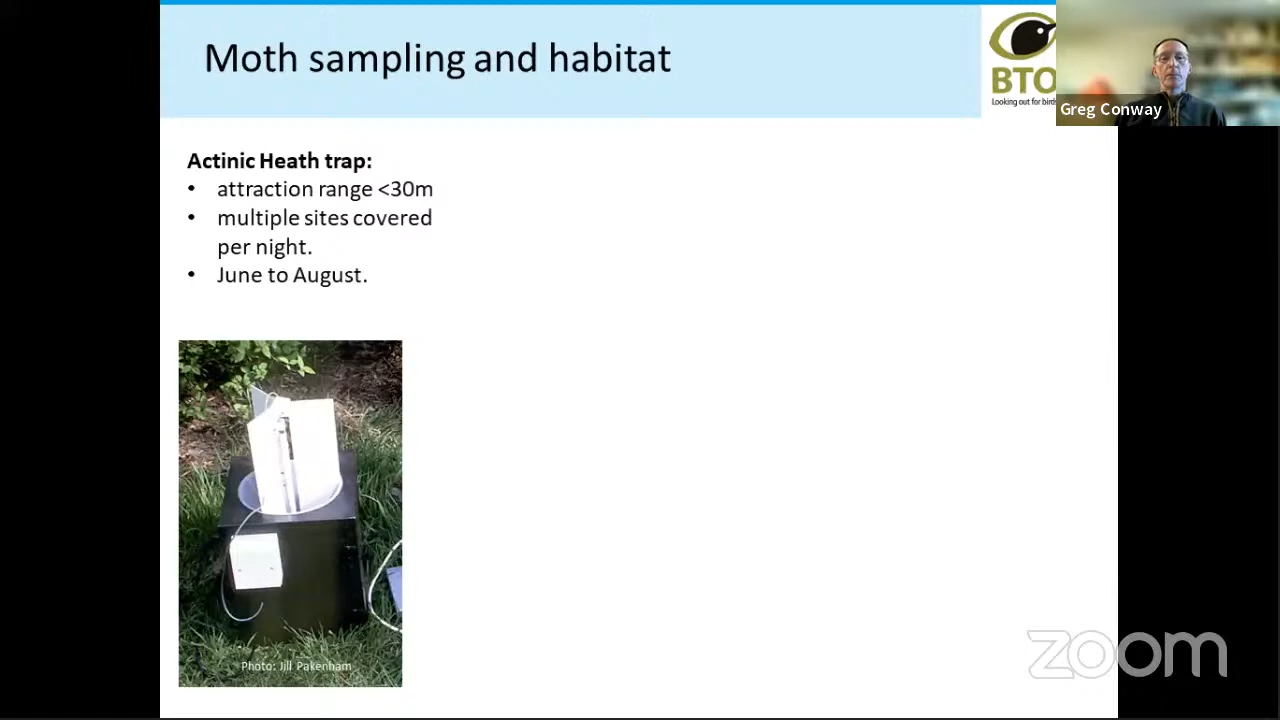 Moth sampling and habitat
BTO
Looking out for birds
Greg Conway
Actinic Heath trap:
• attraction range <30m
• multiple sites covered
per night.
• June to August.
Photo: Jill Pakenham
zoom